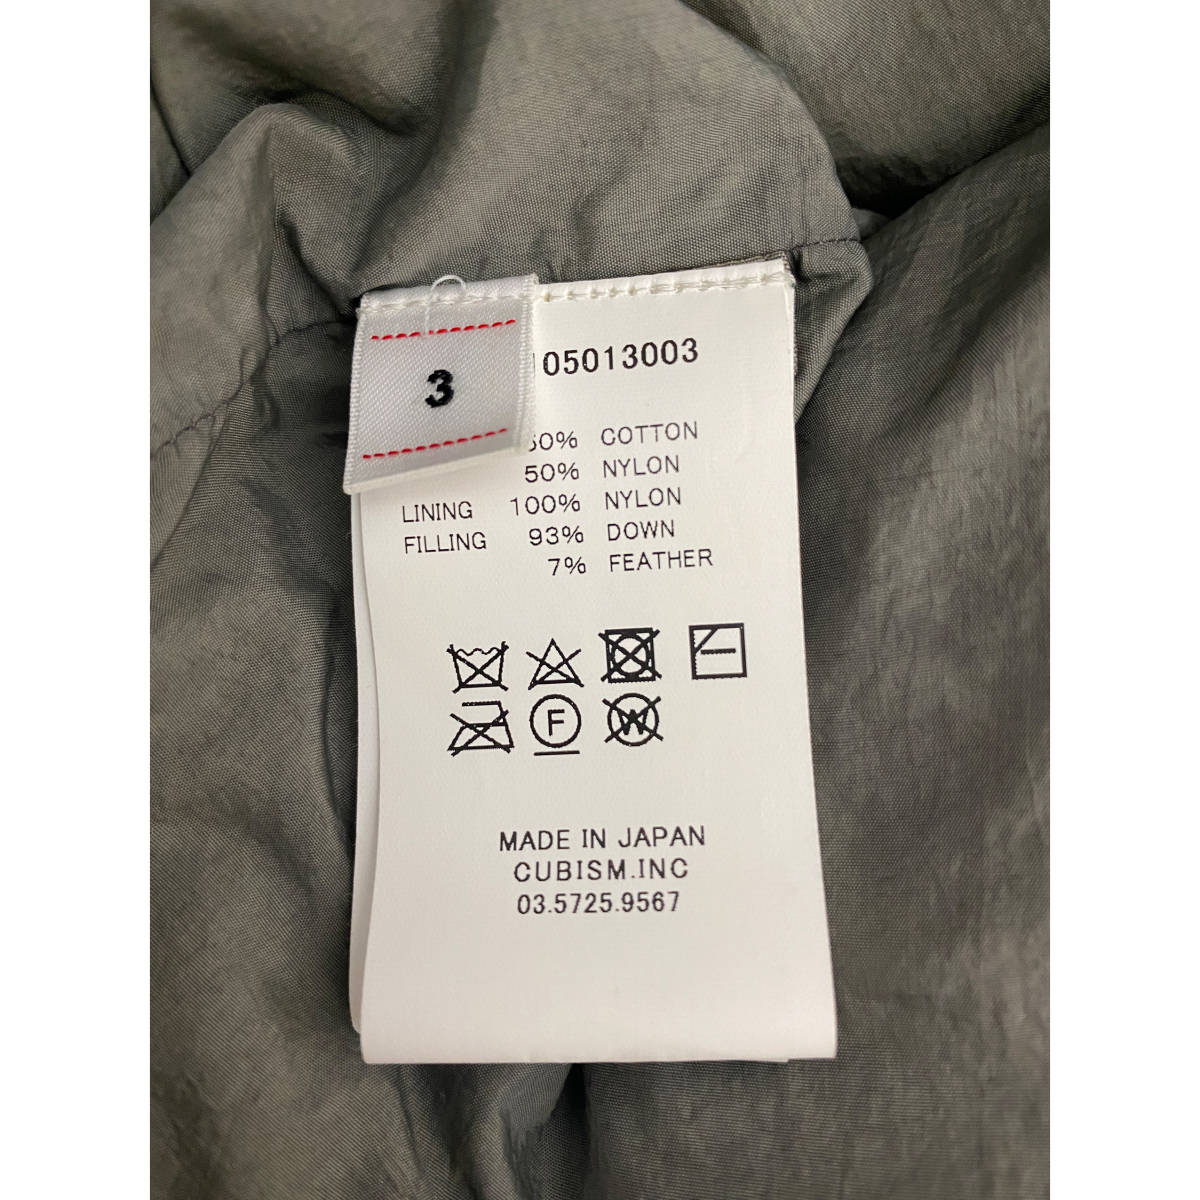 3
05013003
50% COTTON
50% NYLON
LINING 100% NYLON
FILLING 93% DOWN
7% FEATHER
F
W
MADE IN JAPAN
CUBISM.INC
03.5725.9567